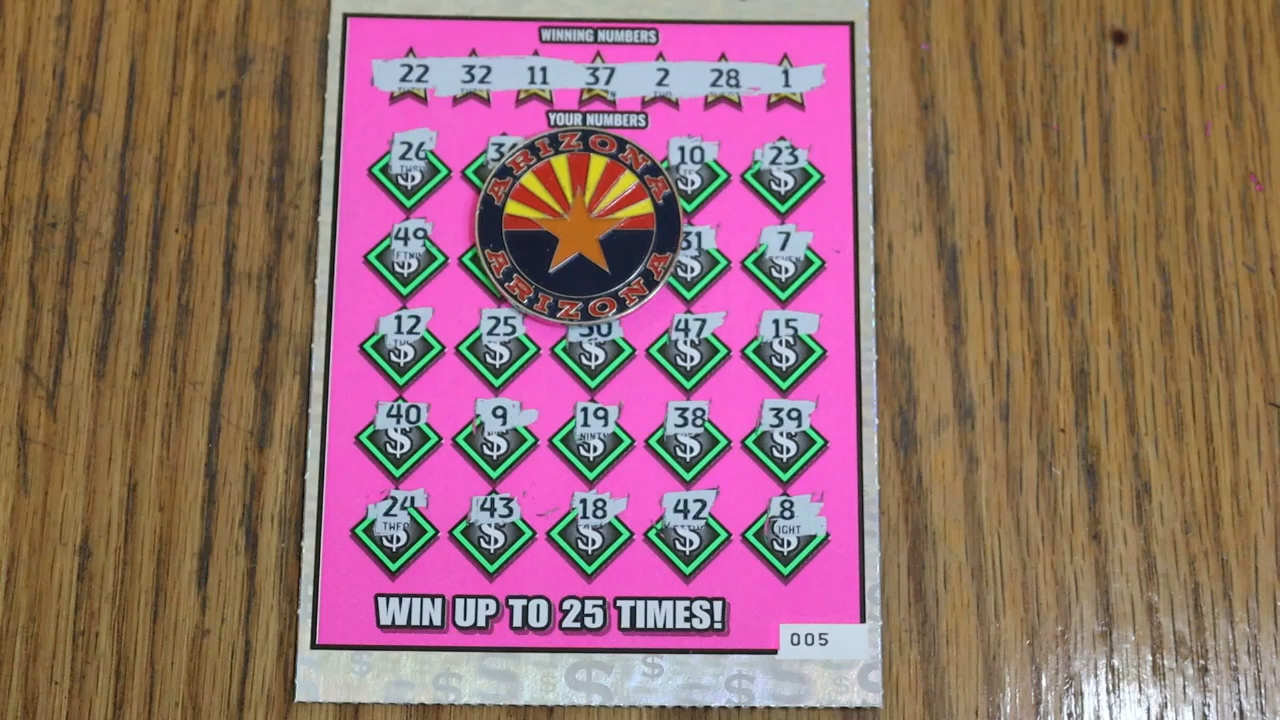 WINNING NUMBERS
22 32 11 37 2 28 1
YOUR NUMBERS
26 10 23
ARIZONA
49 31 7
ARIZONA
12 25 30 47 15
40 9 19 38 39
24 43 18 42 8
IGHT
WIN UP TO 25 TIMES!
005